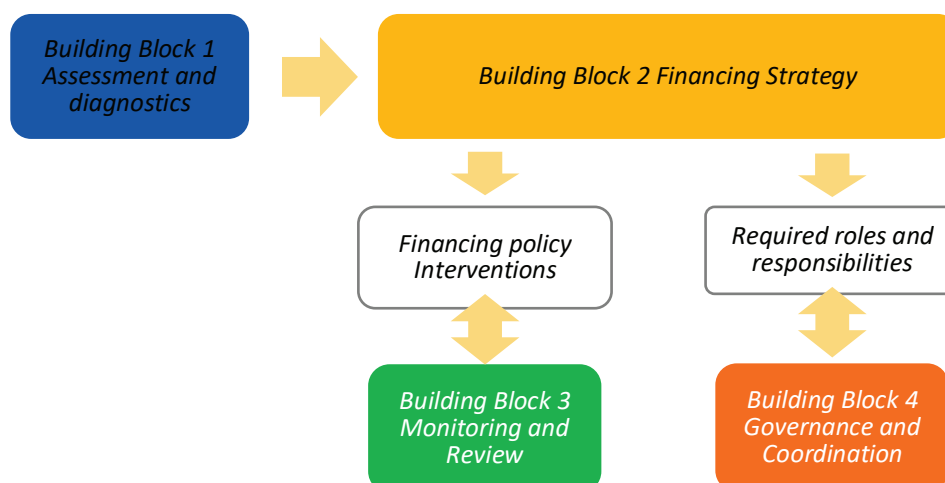 Building Block 1
Assessment and
diagnostics
Building Block 2 Financing Strategy
Financing policy
Interventions
Required roles and
responsibilities
Building Block 3
Monitoring and
Review
Building Block 4
Governance and
Coordination